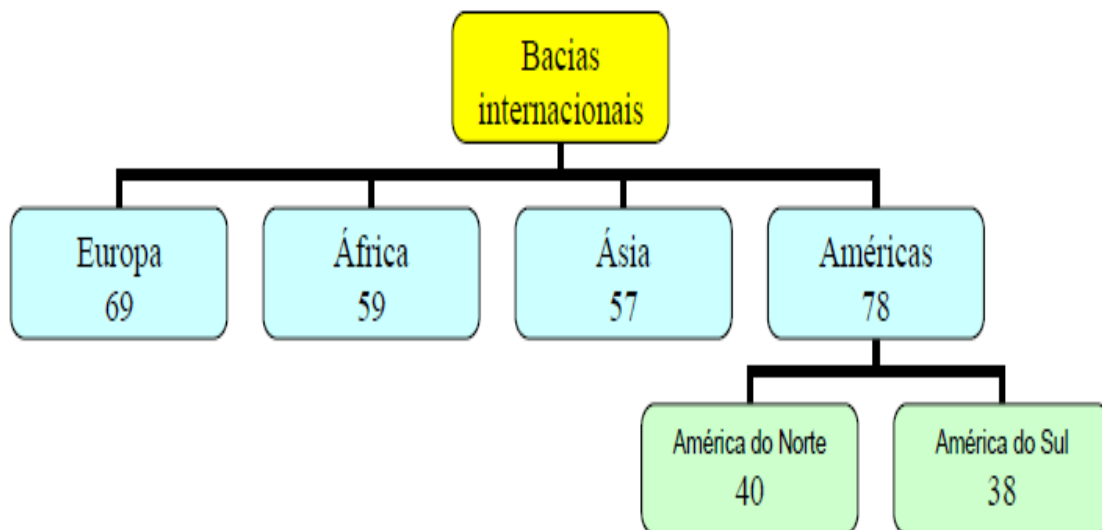 Bacias
internacionais
Europa
69
África
59
Ásia
57
Américas
78
América do Norte
40
América do Sul
38